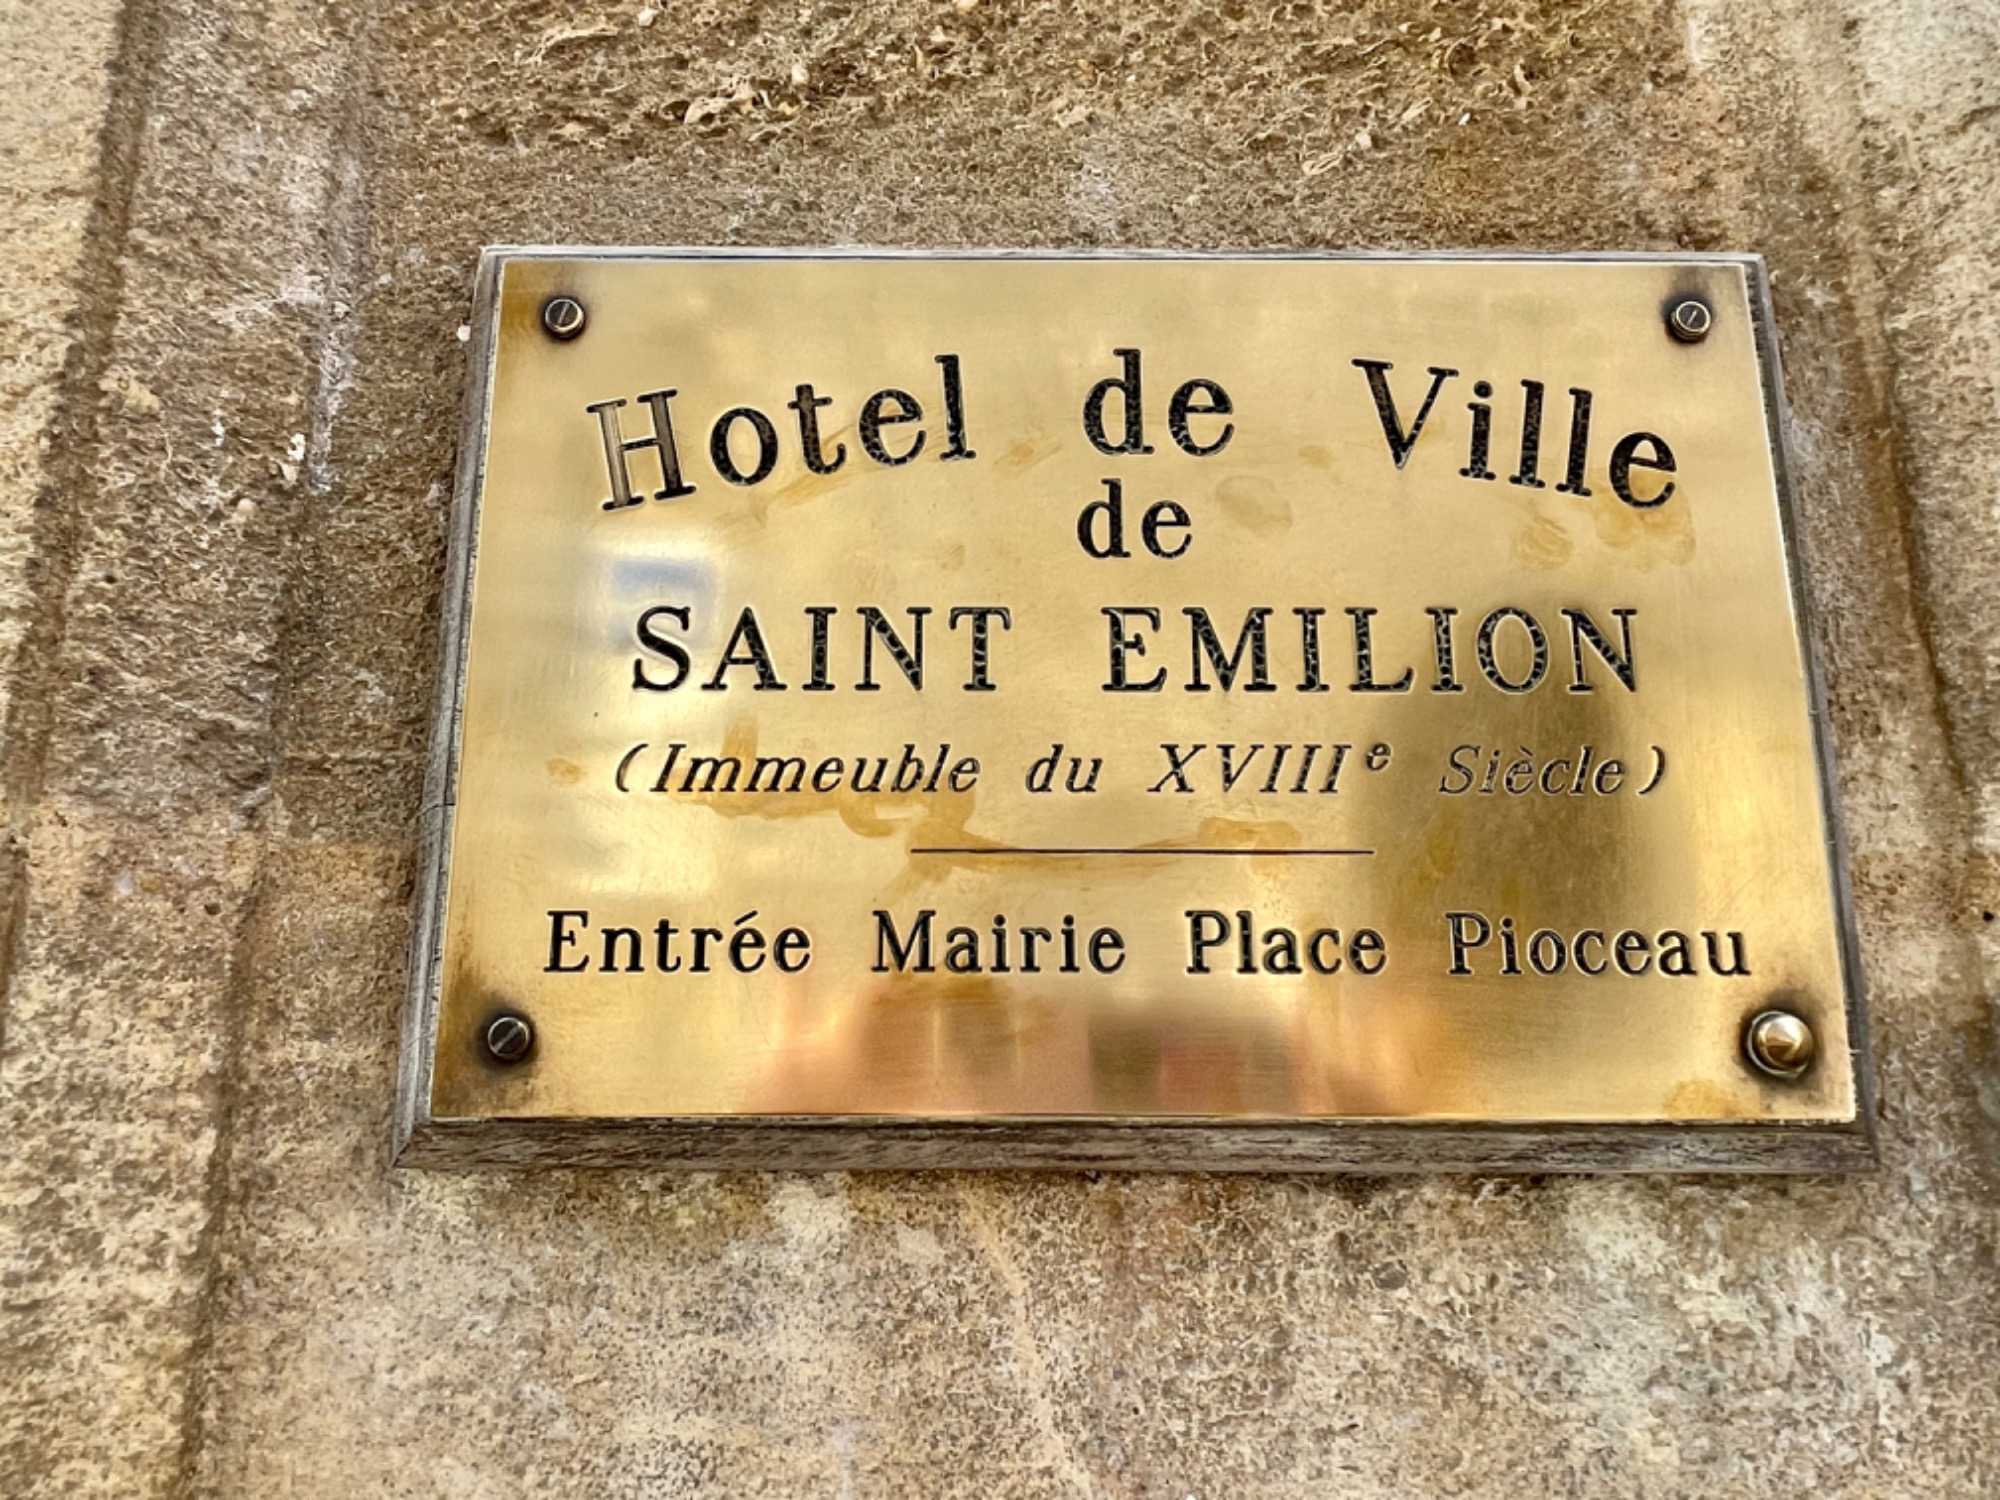 Hotel de Ville
de
SAINT EMILION
(Immeuble du XVIIIe Siècle)
Entrée Mairie Place Pioceau